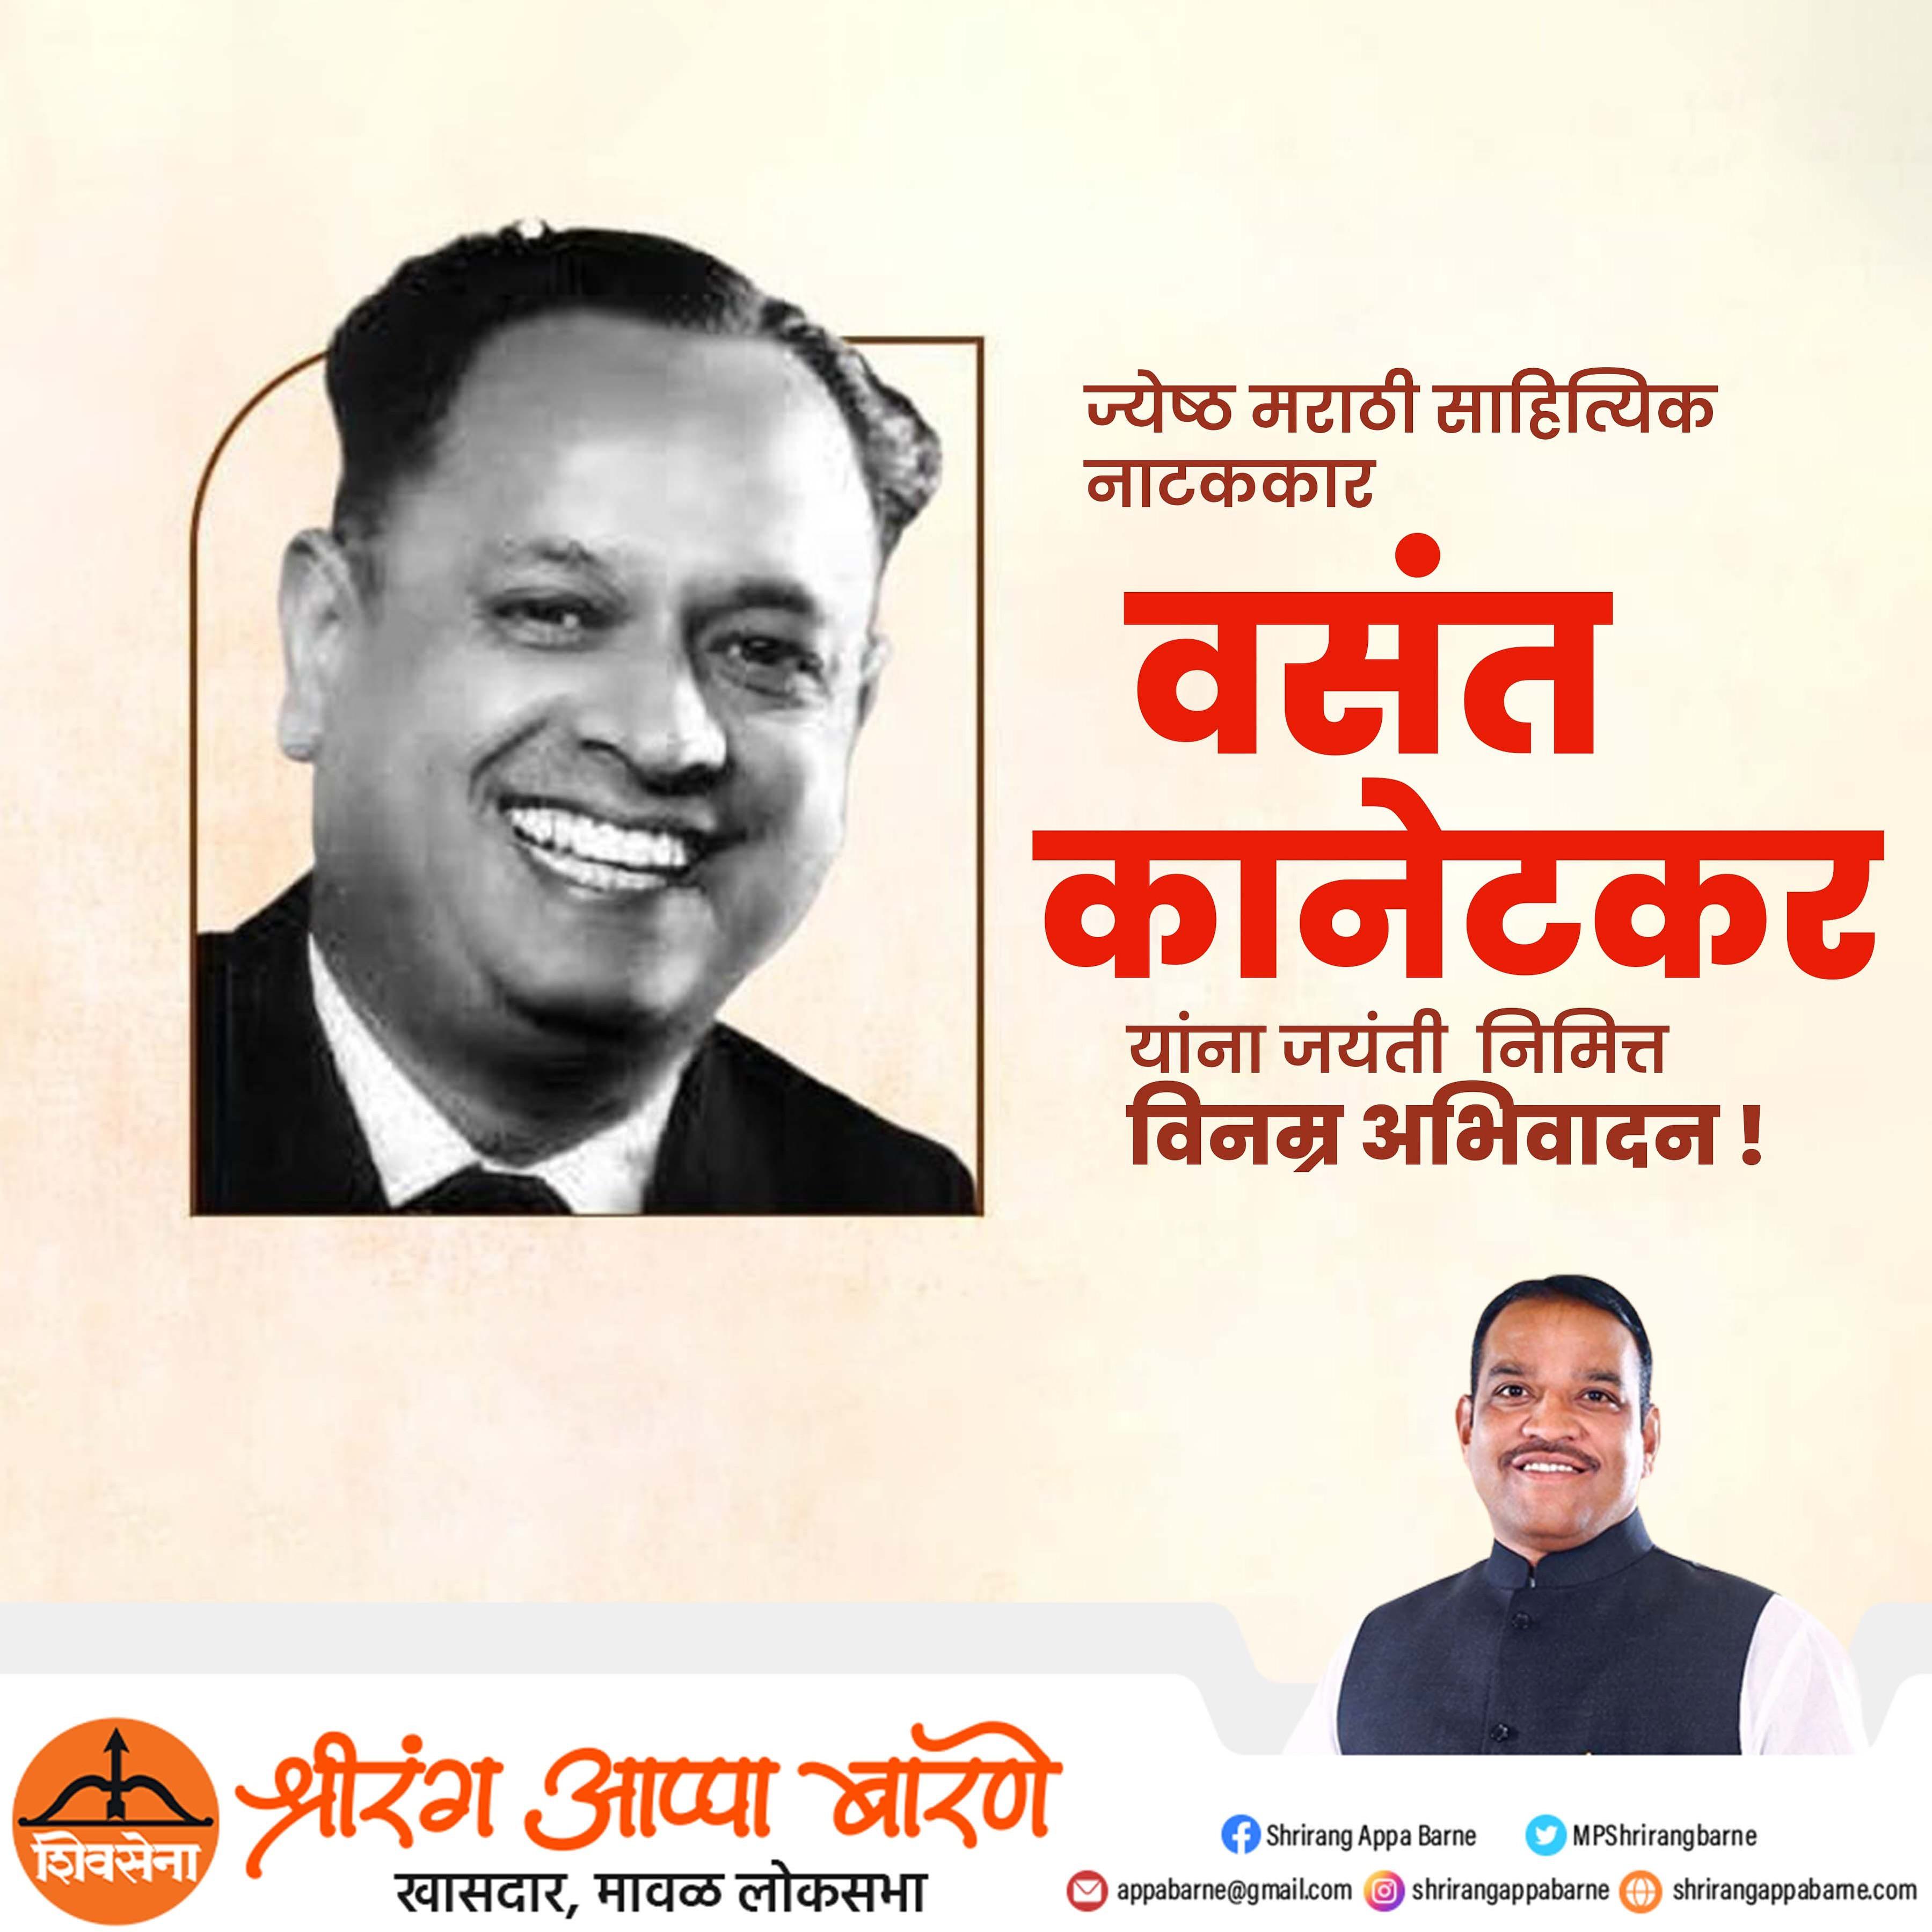 ज्येष्ठ मराठी साहित्यिक
नाटककार
वसंत
कानेटकर
यांना जयंती निमित्त
विनम्र अभिवादन !
शिवसेना
श्रीरंग आप्पा बारणे
खासदार, मावळ लोकसभा
Shrirang Appa Barne
MPShrirangbarne
appabarne@gmail.com
shrirangappabarne
shrirangappabarne.com